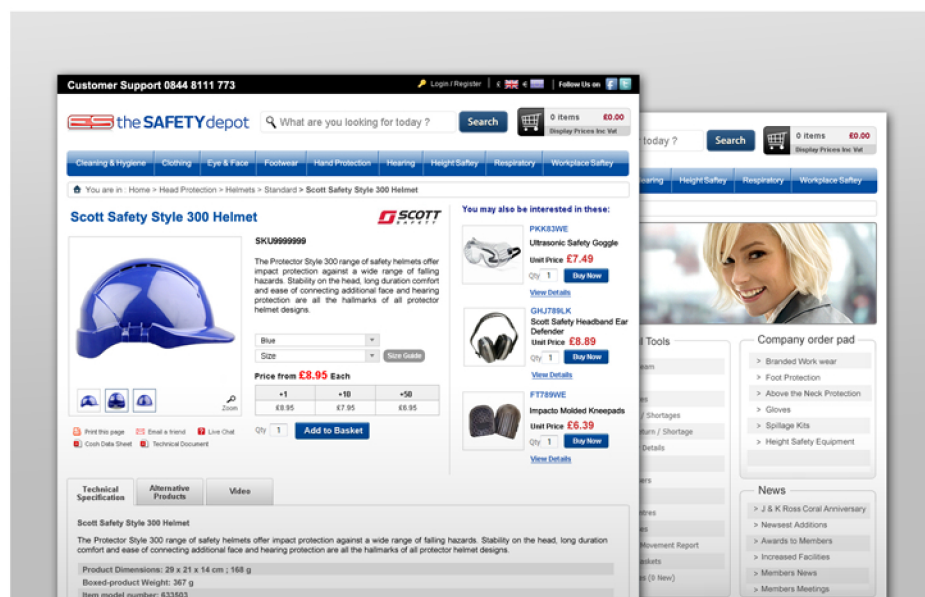 Customer Support 0844 8111 773
Login / Register
£
€
Follow Us on
the SAFETYdepot
What are you looking for today ?
Search
0 items £0.00
Display Prices Inc Vat
Cleaning & Hygiene Clothing Eye & Face Footwear Hand Protection Hearing Height Saftey Respiratory Workplace Saftey
You are in : Home > Head Protection > Helmets > Standard > Scott Safety Style 300 Helmet
Scott Safety Style 300 Helmet
SCOTT
SAFETY
SKU9999999
The Protector Style 300 range of safety helmets offer
impact protection against a wide range of falling
hazards. Stability on the head, long duration comfort
and ease of connecting additional face and hearing
protection are all the hallmarks of all protector
helmet designs.
Blue
Size
Size Guide
Price from £8.95 Each
+1 +10 +50
£8.95 £7.95 £6.95
Zoom
Print this page Email a friend Live Chat
Cosh Data Sheet Technical Document
Qty 1 Add to Basket
You may also be interested in these:
PKK83WE
Ultrasonic Safety Goggle
Unit Price £7.49
Qty 1 Buy Now
View Details
GHJ789LK
Scott Safety Headband Ear
Defender
Unit Price £8.89
Qty 1 Buy Now
View Details
FT789WE
Impacto Molded Kneepads
Unit Price £6.39
Qty 1 Buy Now
View Details
Technical
Specification
Alternative
Products
Video
Scott Safety Style 300 Helmet
The Protector Style 300 range of safety helmets offer impact protection against a wide range of falling hazards. Stability on the head, long duration
comfort and ease of connecting additional face and hearing protection are all the hallmarks of all protector helmet designs.
Product Dimensions: 29 x 21 x 14 cm ; 168 g
Boxed-product Weight: 367 g
Item model number: 633503
today ?
Search
0 items £0.00
Display Prices Inc Vat
Height Saftey Respiratory Workplace Saftey
Tools
/ Shortages
/ Shortage
Details
Movement Report
(0 New)
Company order pad
> Branded Work wear
> Foot Protection
> Above the Neck Protection
> Gloves
> Spillage Kits
> Height Safety Equipment
News
> J & K Ross Coral Anniversary
> Newsest Additions
> Awards to Members
> Increased Facilities
> Members News
> Members Meetings